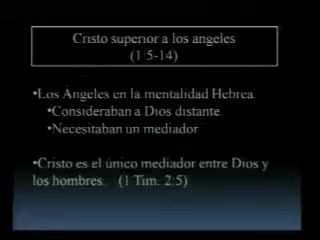 Cristo superior a los angeles
(1:5-14)
•Los Ángeles en la mentalidad Hebrea.
•Consideraban a Dios distante.
•Necesitaban un mediador
•Cristo es el único mediador entre Dios y
los hombres. (1 Tim. 2:5)